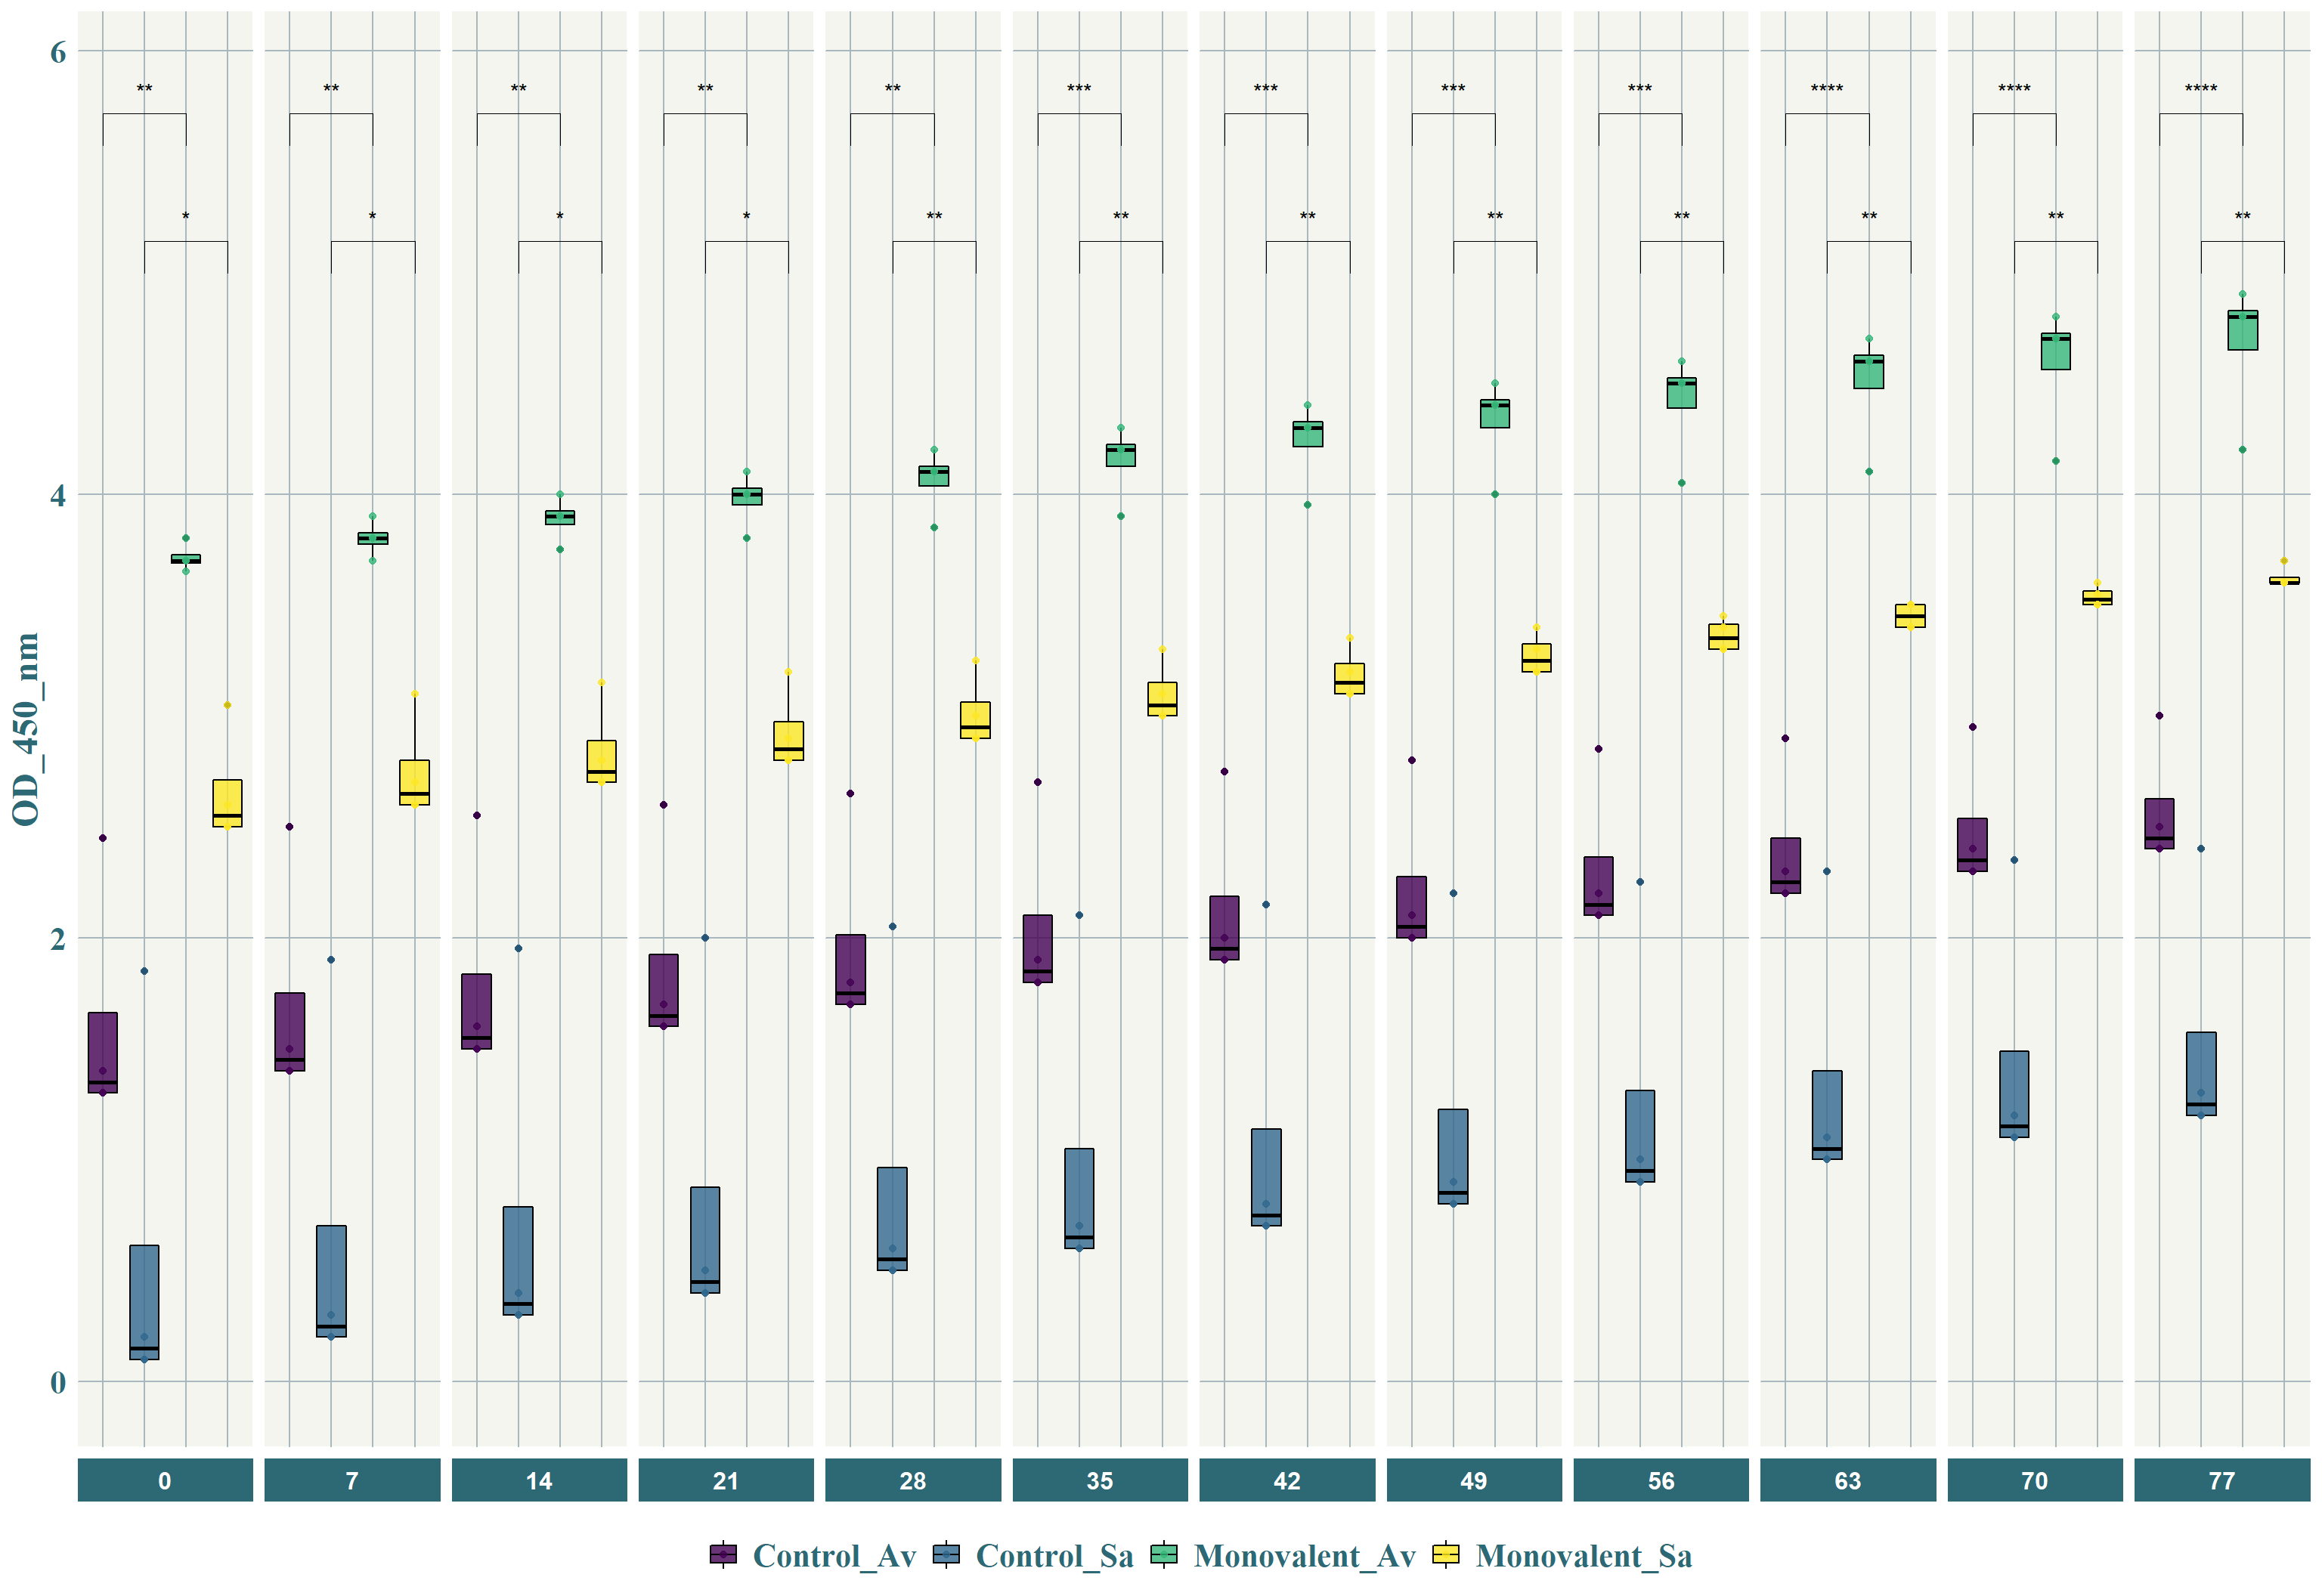 OD_450_nm
6
4
2
0
** ** ** ** ** *** *** *** *** **** **** ****
* * * * ** ** ** ** ** ** ** **
0 7 14 21 28 35 42 49 56 63 70 77
Control_Av Control_Sa Monovalent_Av Monovalent_Sa